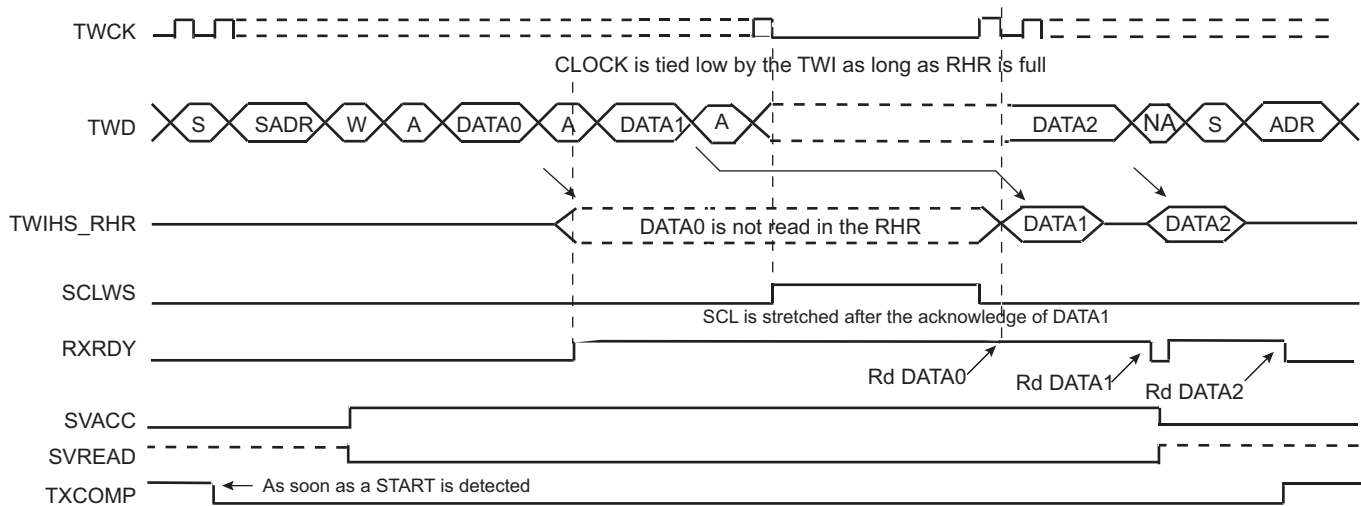 TWCK
CLOCK is tied low by the TWI as long as RHR is full
TWD S SADR W A DATA0 A DATA1 A DATA2 NA S ADR
TWIHS_RHR DATA0 is not read in the RHR DATA1 DATA2
SCLWS
SCL is stretched after the acknowledge of DATA1
RXRDY
Rd DATA0 Rd DATA1 Rd DATA2
SVACC
SVREAD
As soon as a START is detected
TXCOMP